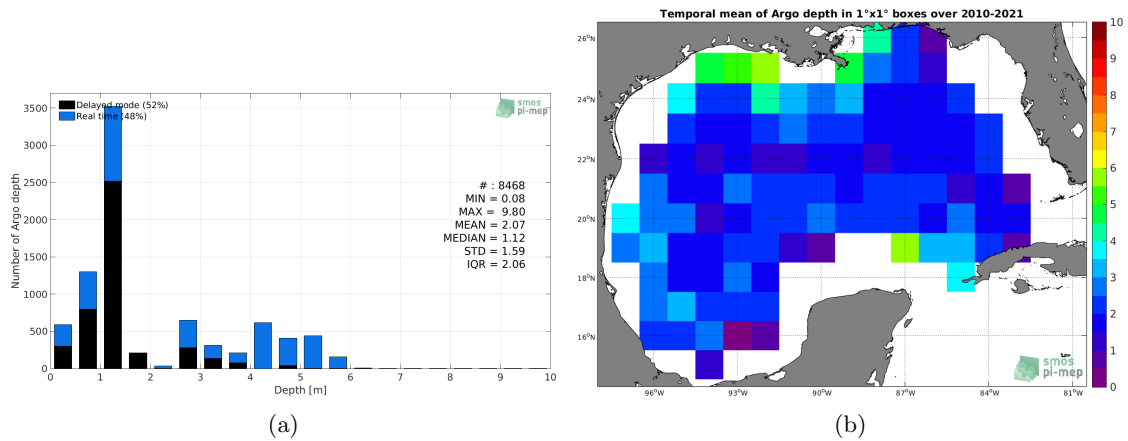 Temporal mean of Argo depth in 1°x1° boxes over 2010-2021
Delayed mode (52%)
Real time (48%)
smos
pi-mep
# : 8468
MIN = 0.08
MAX = 9.80
MEAN = 2.07
MEDIAN = 1.12
STD = 1.59
IQR = 2.06
Number of Argo depth
3500
3000
2500
2000
1500
1000
500
0
0 1 2 3 4 5 6 7 8 9 10
Depth [m]
(a)
26°N
24°N
22°N
20°N
18°N
16°N
96°W 93°W 90°W 87°W 84°W 81°W
smos
pi-mep
10
9
8
7
6
5
4
3
2
1
0
(b)